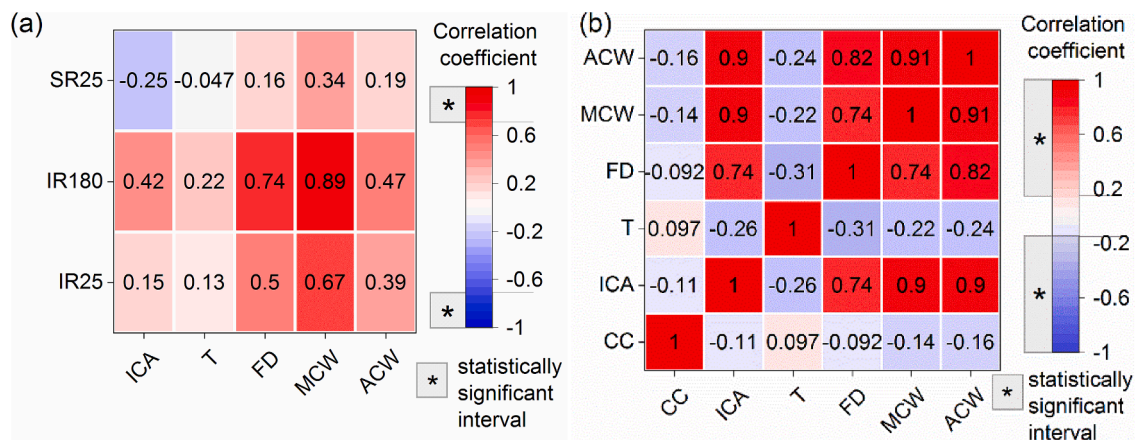 (a)
Correlation
coefficient
SR25 -0.25 -0.047 0.16 0.34 0.19
IR180 0.42 0.22 0.74 0.89 0.47
IR25 0.15 0.13 0.5 0.67 0.39
ICA T FD MCW ACW
*
1
0.6
0.2
-0.2
-0.6
-1
*
* statistically
significant
interval
(b)
Correlation
coefficient
ACW -0.16 0.9 -0.24 0.82 0.91 1
MCW -0.14 0.9 -0.22 0.74 1 0.91
FD -0.092 0.74 -0.31 1 0.74 0.82
T 0.097 -0.26 1 -0.31 -0.22 -0.24
ICA -0.11 1 -0.26 0.74 0.9 0.9
CC 1 -0.11 0.097 -0.092 -0.14 -0.16
CC ICA T FD MCW ACW
*
1
0.6
0.2
-0.2
-0.6
-1
*
* statistically
significant
interval